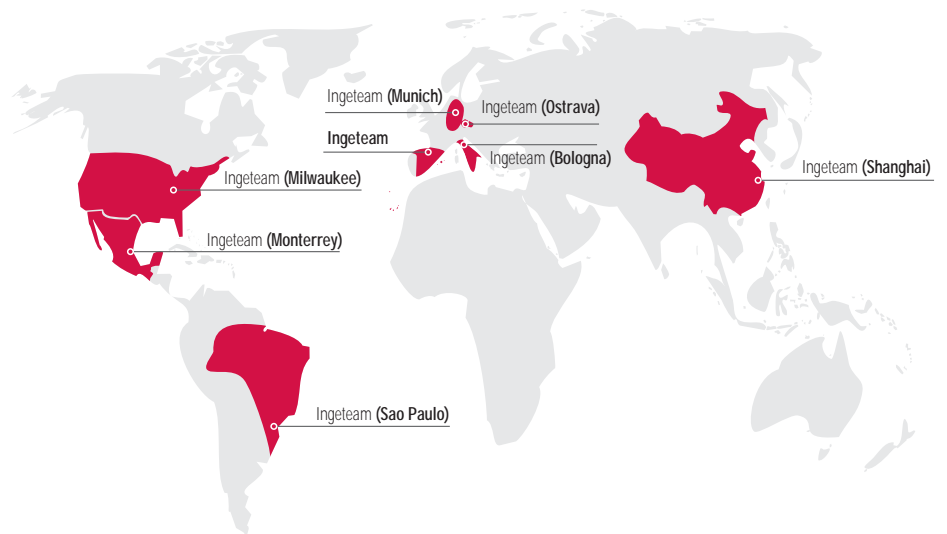 Ingeteam (Munich)
Ingeteam (Ostrava)
Ingeteam
Ingeteam (Bologna)
Ingeteam (Shanghai)
Ingeteam (Milwaukee)
Ingeteam (Monterrey)
Ingeteam (Sao Paulo)